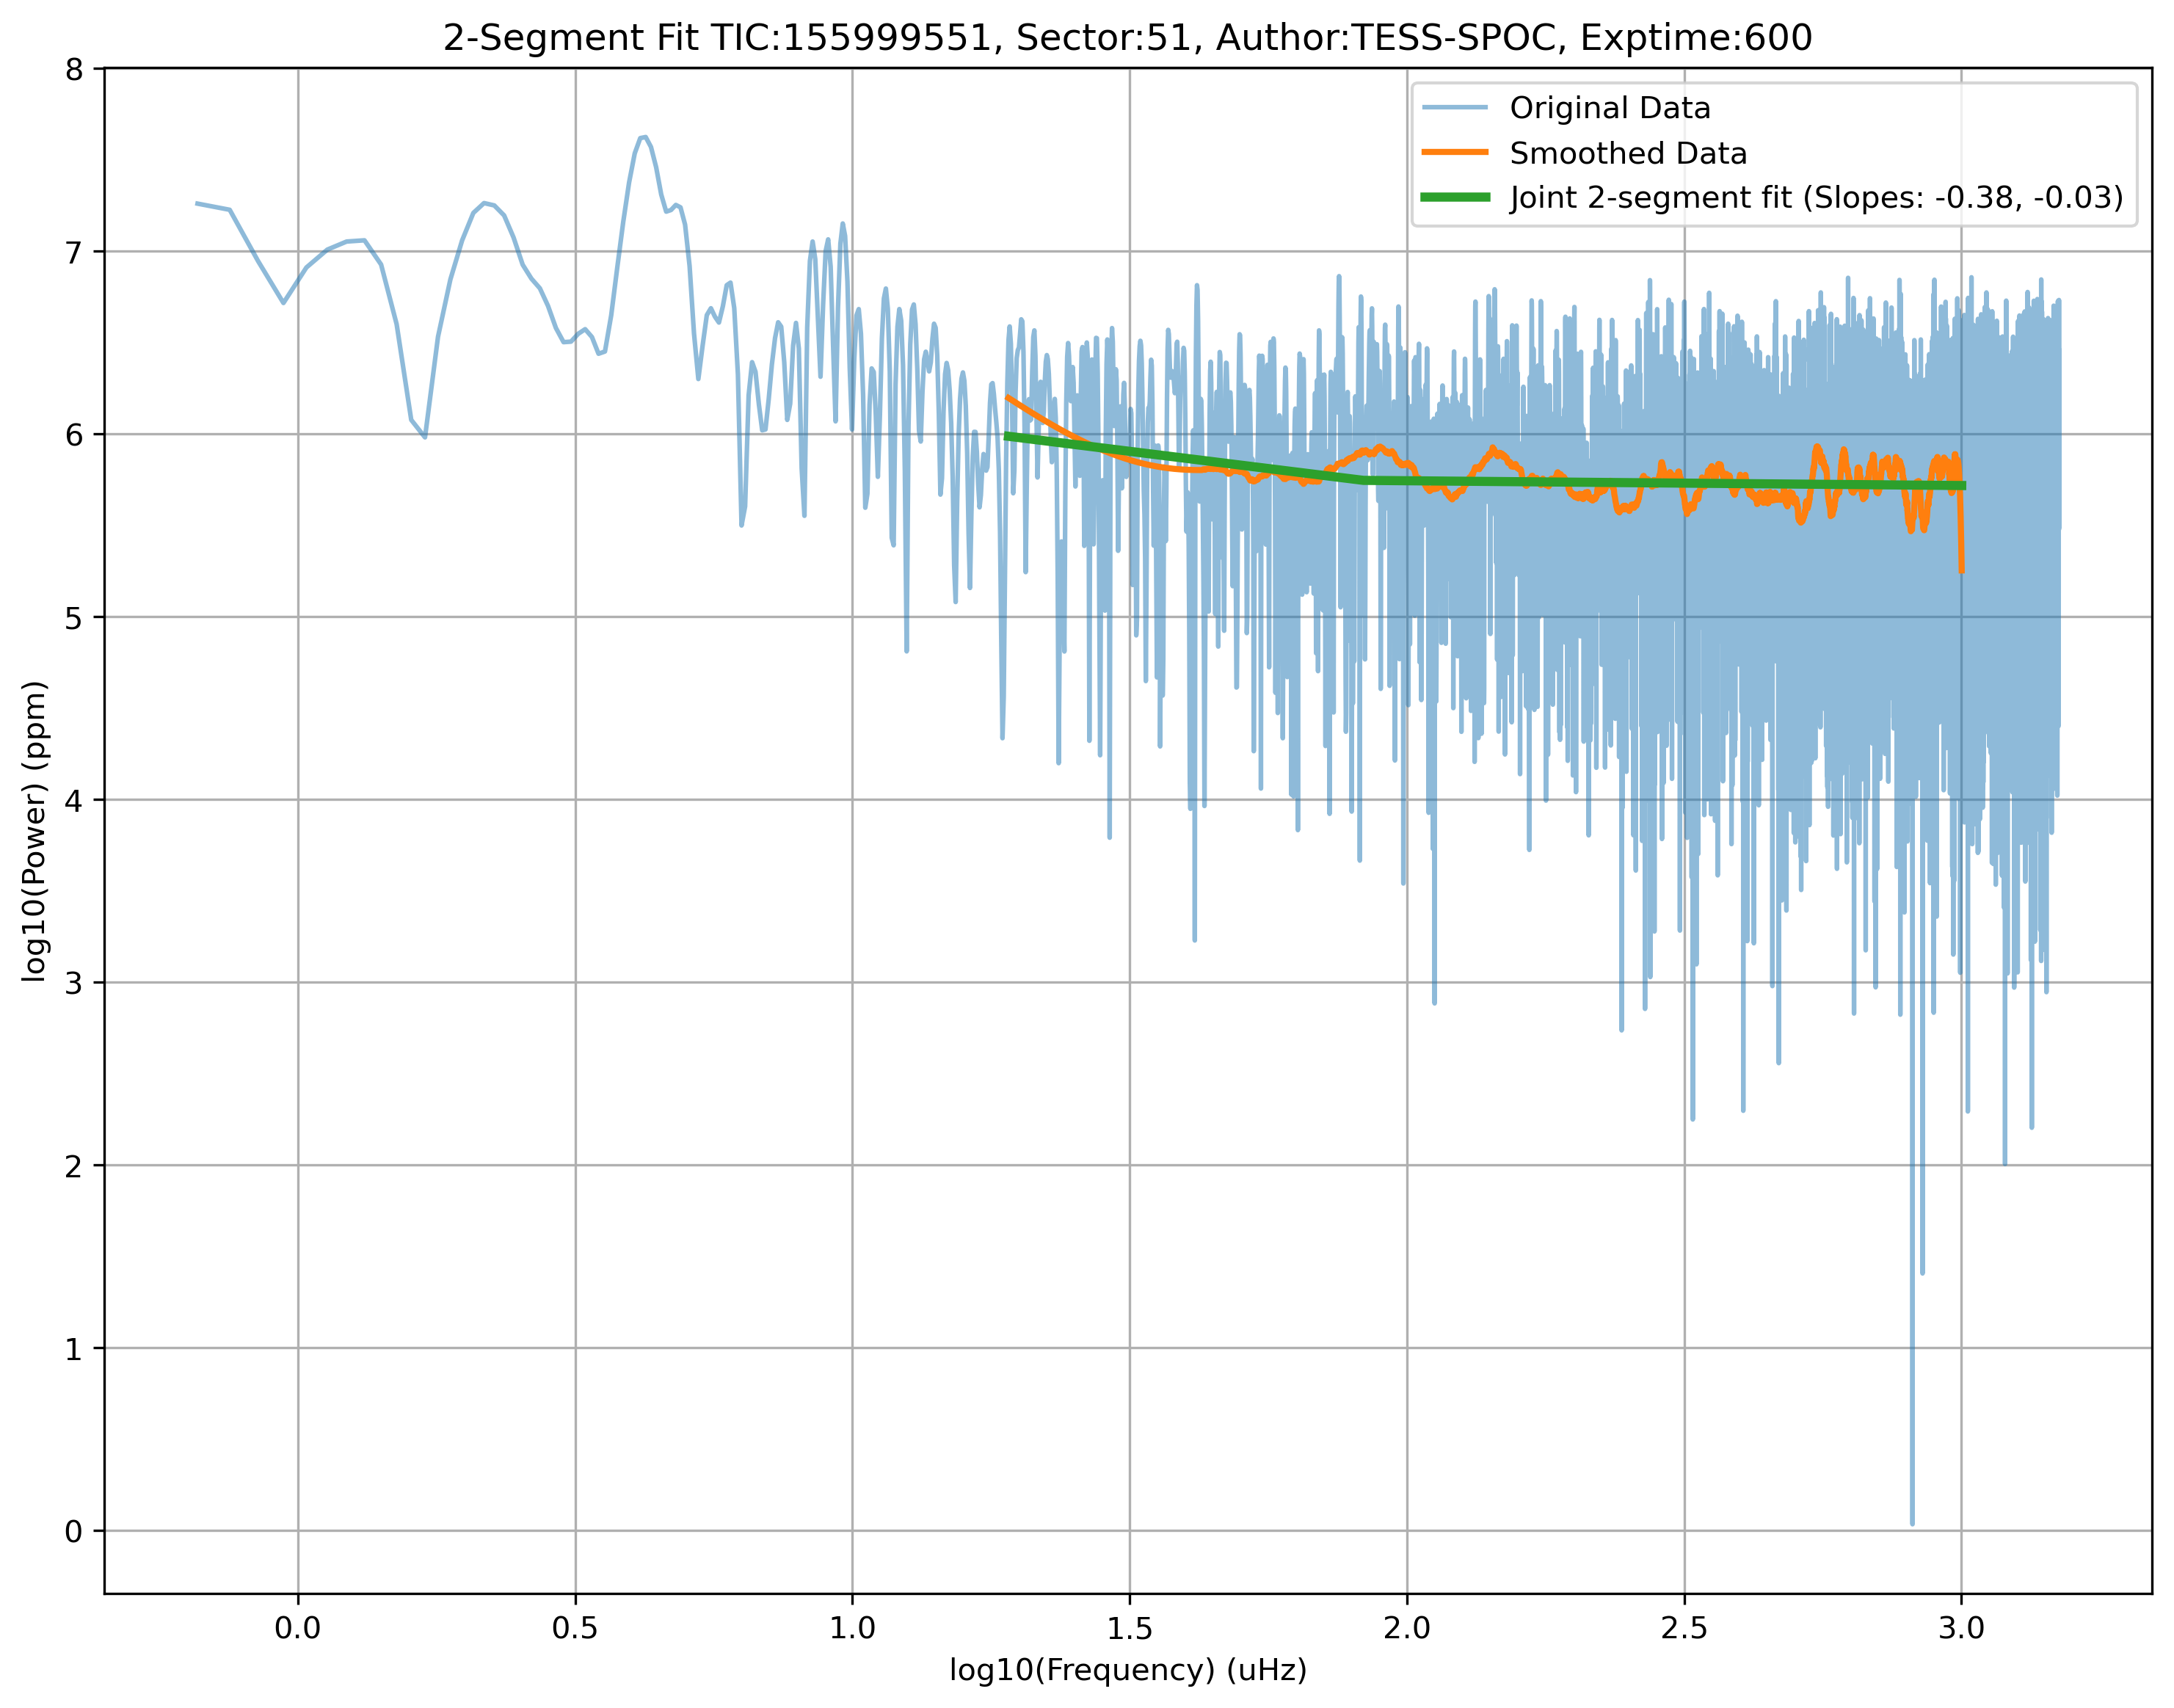 2-Segment Fit TIC:155999551, Sector:51, Author:TESS-SPOC, Exptime:600
Original Data
Smoothed Data
Joint 2-segment fit (Slopes: -0.38, -0.03)
8
7
6
5
4
3
2
1
0
log10(Power) (ppm)
0.0 0.5 1.0 1.5 2.0 2.5 3.0
log10(Frequency) (uHz)